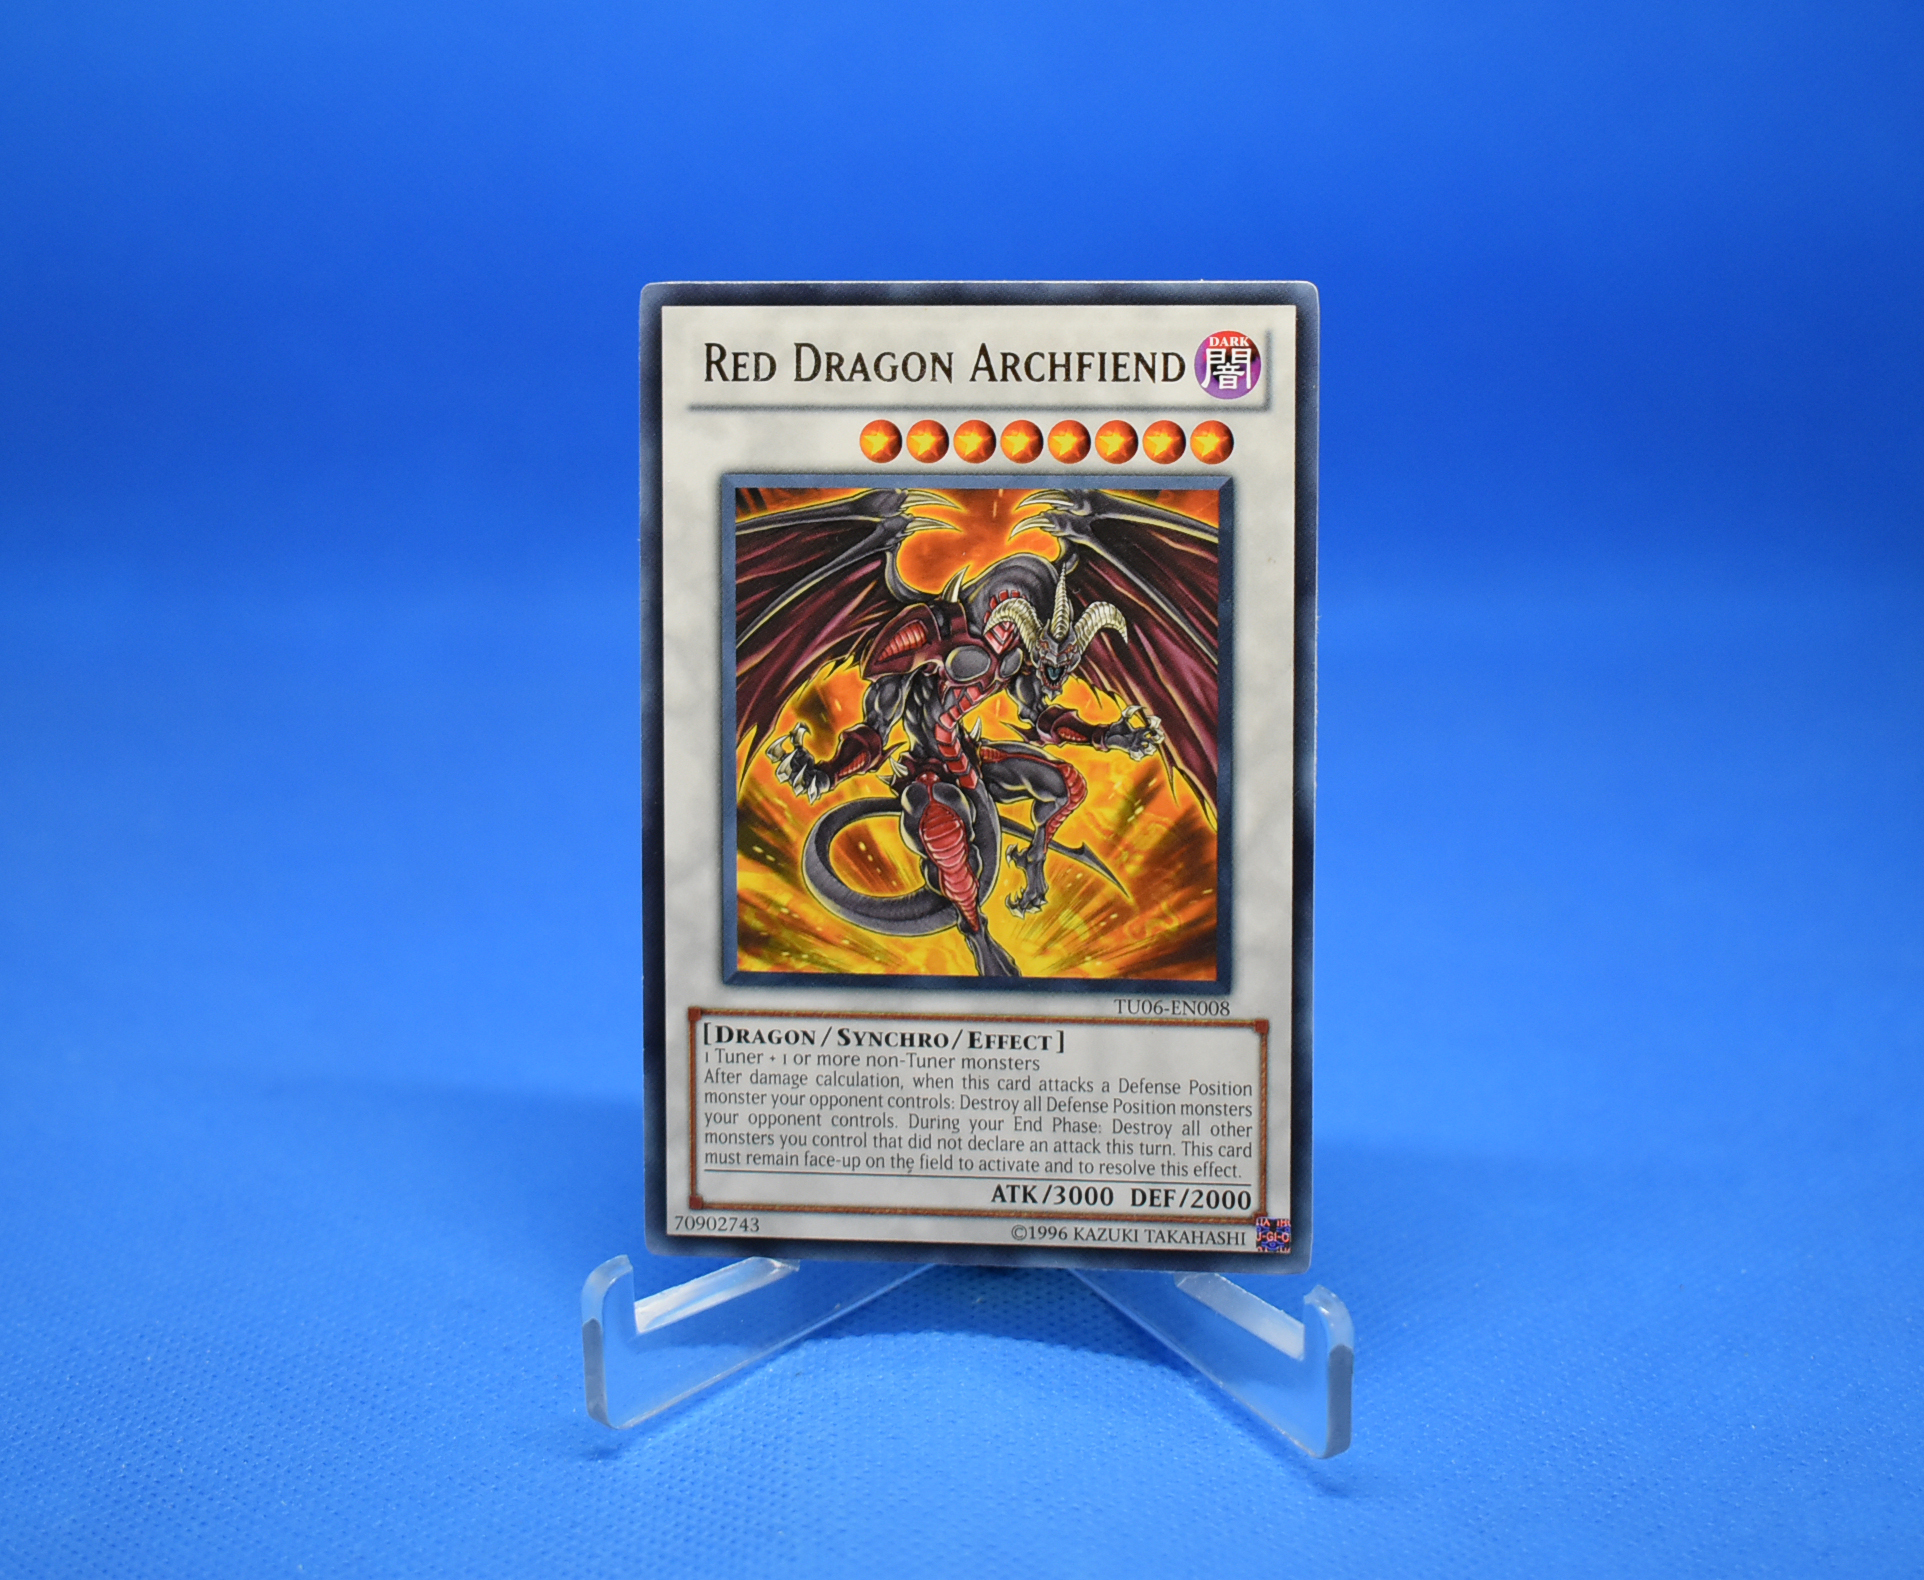 RED DRAGON ARCHFIEND
DARK
闇
TU06-EN008
[DRAGON/SYNCHRO/EFFECT]
1 Tuner + 1 or more non-Tuner monsters
After damage calculation, when this card attacks a Defense Position
monster your opponent controls: Destroy all Defense Position monsters
your opponent controls. During your End Phase: Destroy all other
monsters you control that did not declare an attack this turn. This card
must remain face-up on the field to activate and to resolve this effect.
ATK/3000 DEF/2000
70902743
©1996 KAZUKI TAKAHASHI